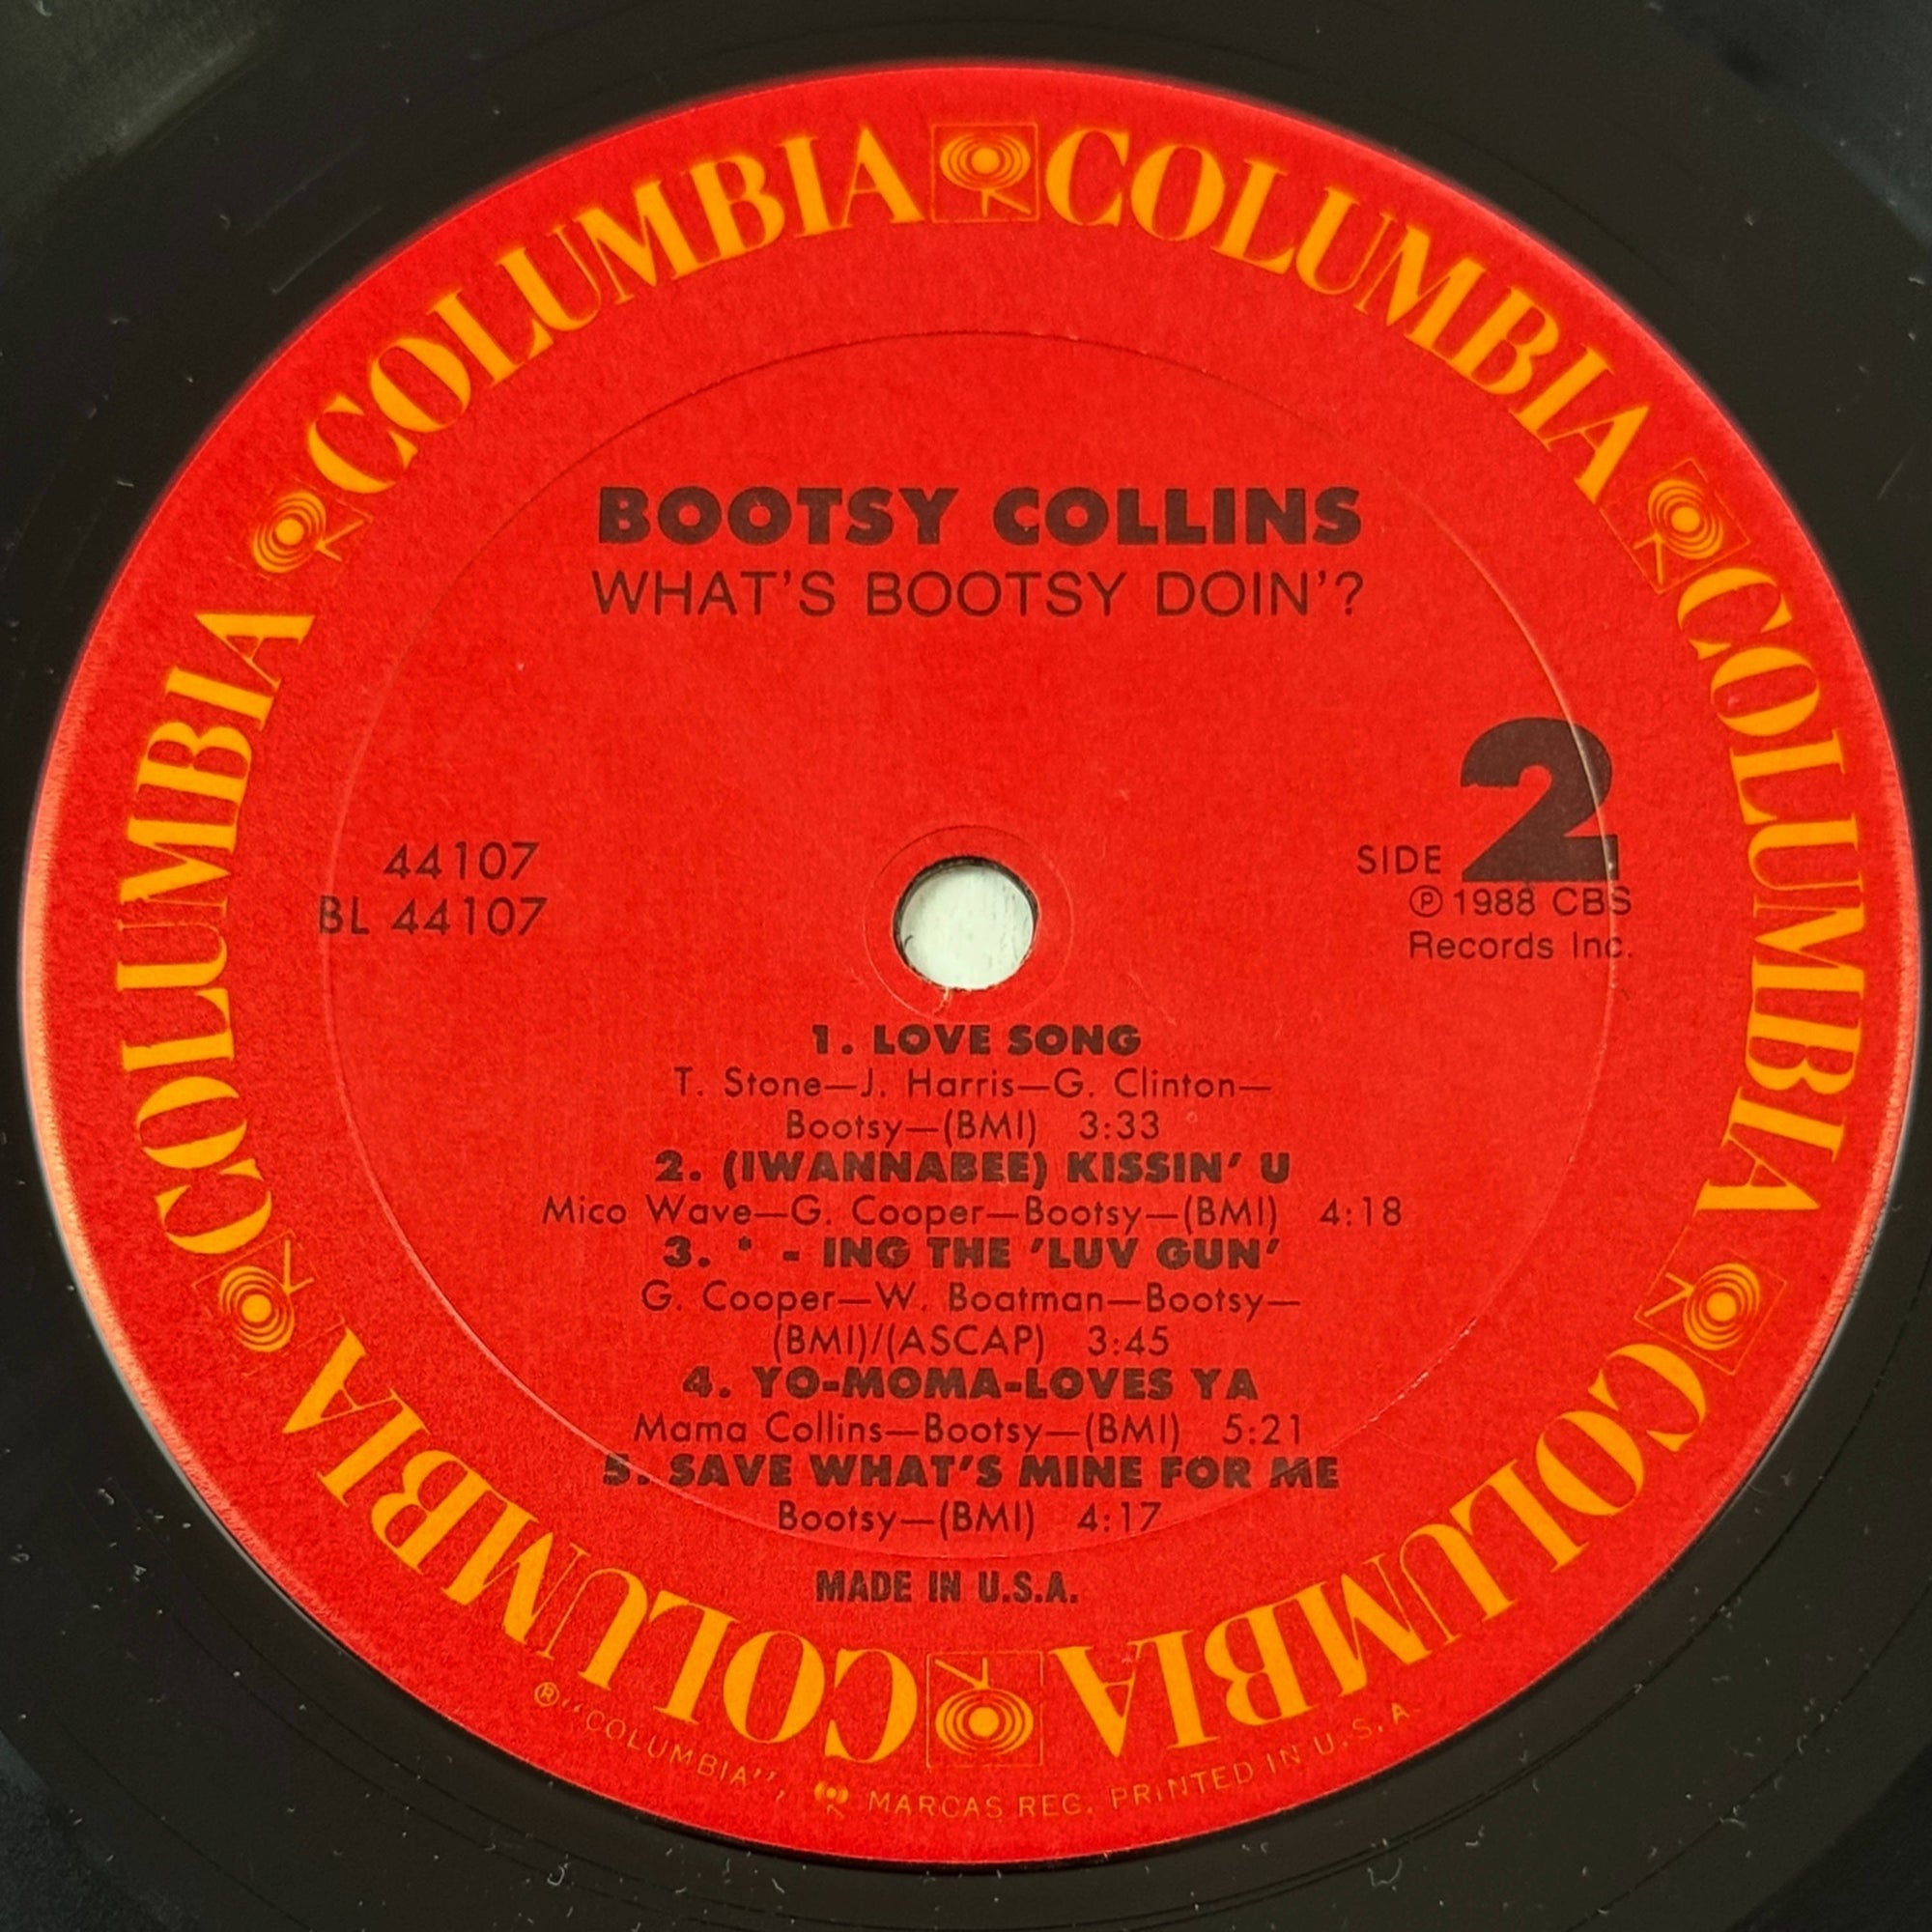 COLUMBIA COLUMBIA COLUMBIA COLUMBIA COLUMBIA COLUMBIA
BOOTSY COLLINS
WHAT'S BOOTSY DOIN'?
44107
BL 44107
SIDE 2
Ⓟ 1988 CBS
Records Inc.
1. LOVE SONG
T. Stone—J. Harris—G. Clinton—
Bootsy—(BMI) 3:33
2. (IWANNABEE) KISSIN' U
Mico Wave—G. Cooper—Bootsy—(BMI) 4:18
3. * - ING THE 'LUV GUN'
G. Cooper—W. Boatman—Bootsy—
(BMI)/(ASCAP) 3:45
4. YO-MOMA-LOVES YA
Mama Collins—Bootsy—(BMI) 5:21
5. SAVE WHAT'S MINE FOR ME
Bootsy—(BMI) 4:17
MADE IN U.S.A.
® "COLUMBIA", MARCAS REG. PRINTED IN U.S.A.